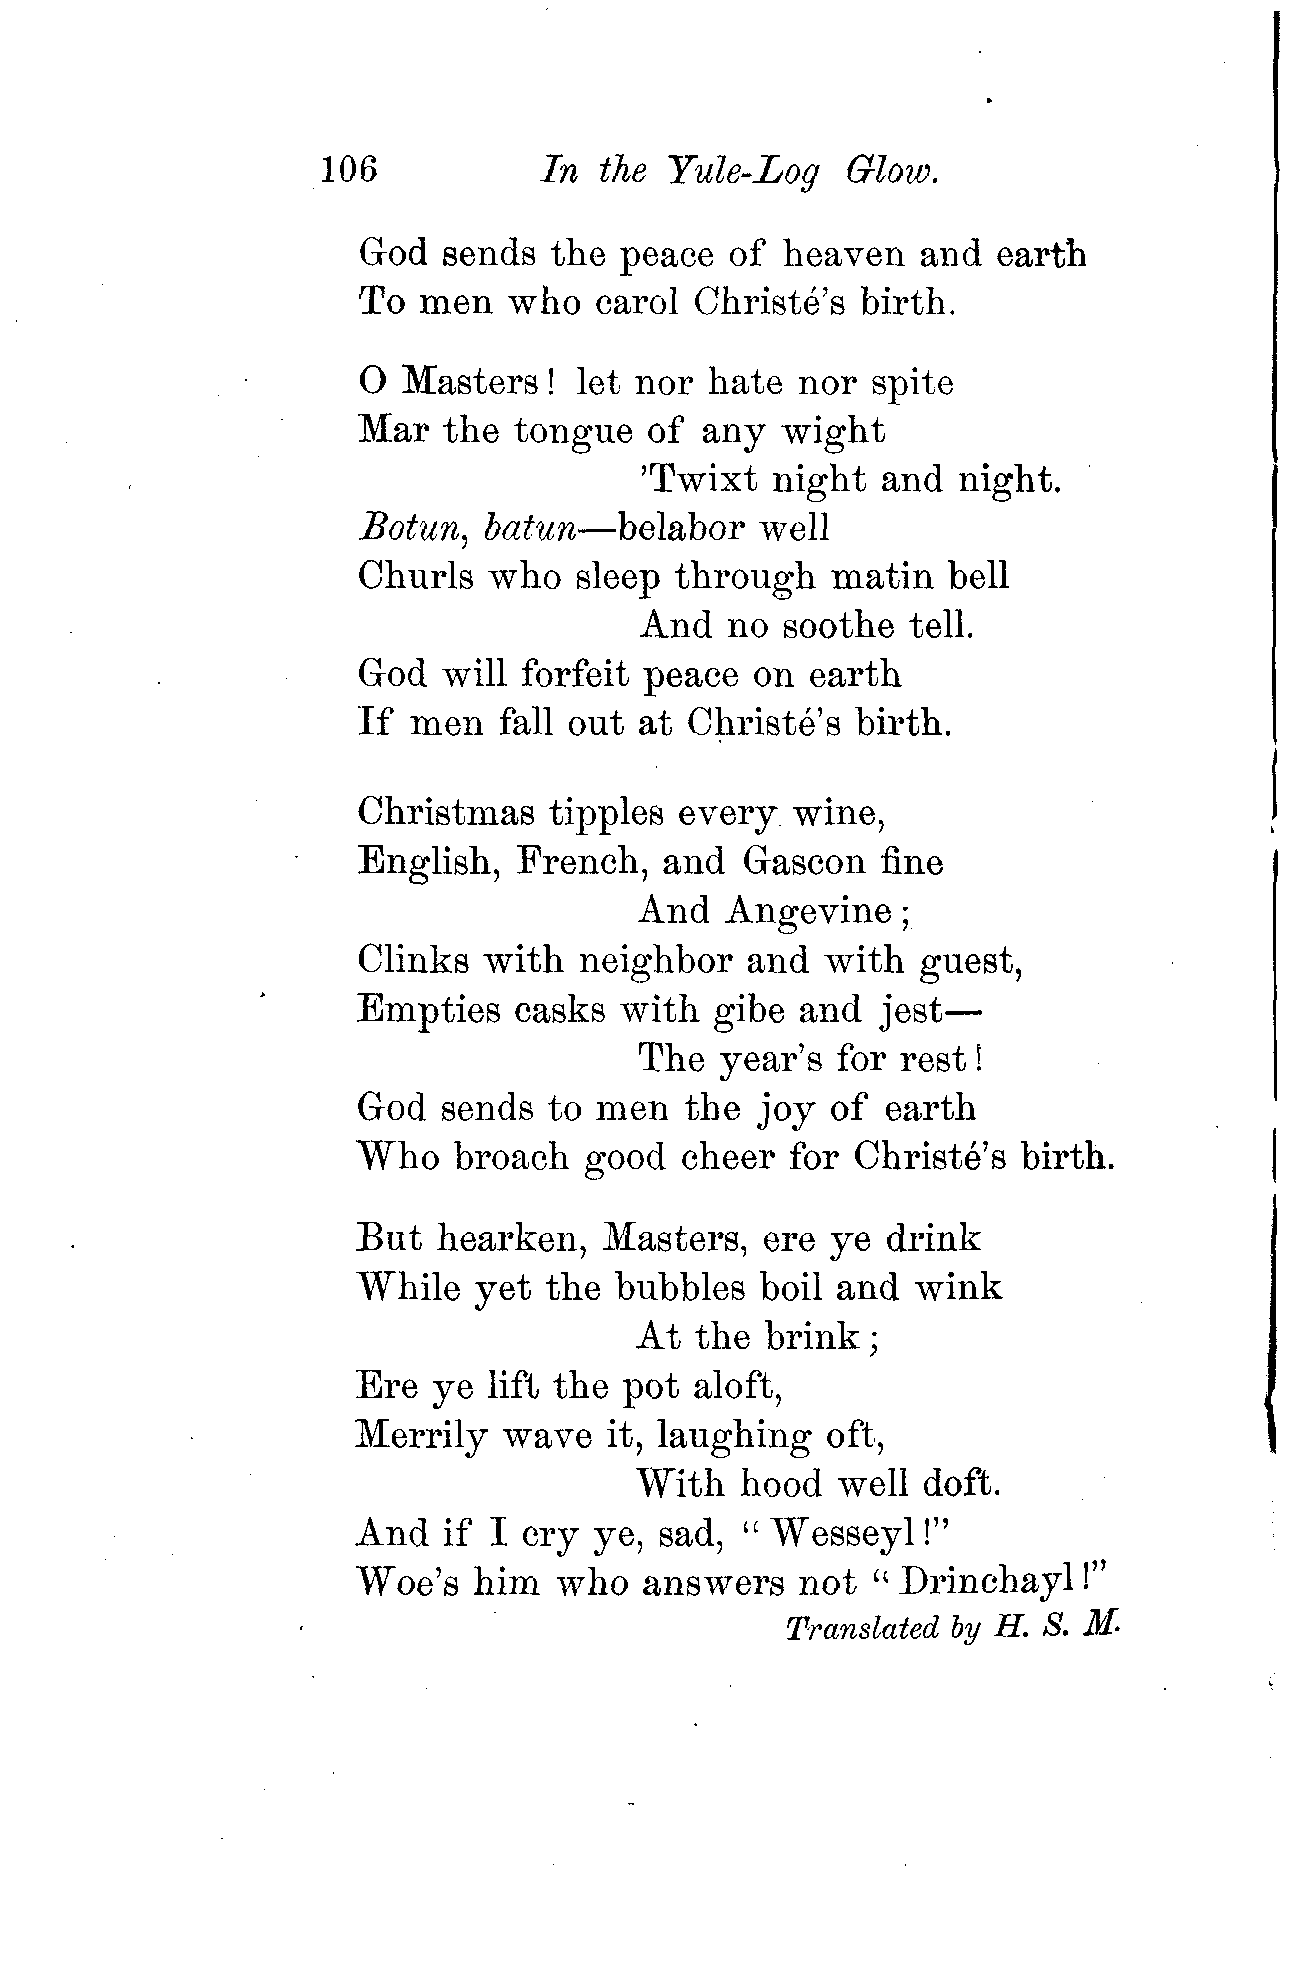 106 In the Yule-Log Glow.
God sends the peace of heaven and earth
To men who carol Christé's birth.
O Masters! let nor hate nor spite
Mar the tongue of any wight
'Twixt night and night.
Botun, batun—belabor well
Churls who sleep through matin bell
And no soothe tell.
God will forfeit peace on earth
If men fall out at Christé's birth.
Christmas tipples every wine,
English, French, and Gascon fine
And Angevine;
Clinks with neighbor and with guest,
Empties casks with gibe and jest—
The year's for rest!
God sends to men the joy of earth
Who broach good cheer for Christé's birth.
But hearken, Masters, ere ye drink
While yet the bubbles boil and wink
At the brink;
Ere ye lift the pot aloft,
Merrily wave it, laughing oft,
With hood well doft.
And if I cry ye, sad, "Wesseyl!"
Woe's him who answers not "Drinchayl!"
Translated by H. S. M.